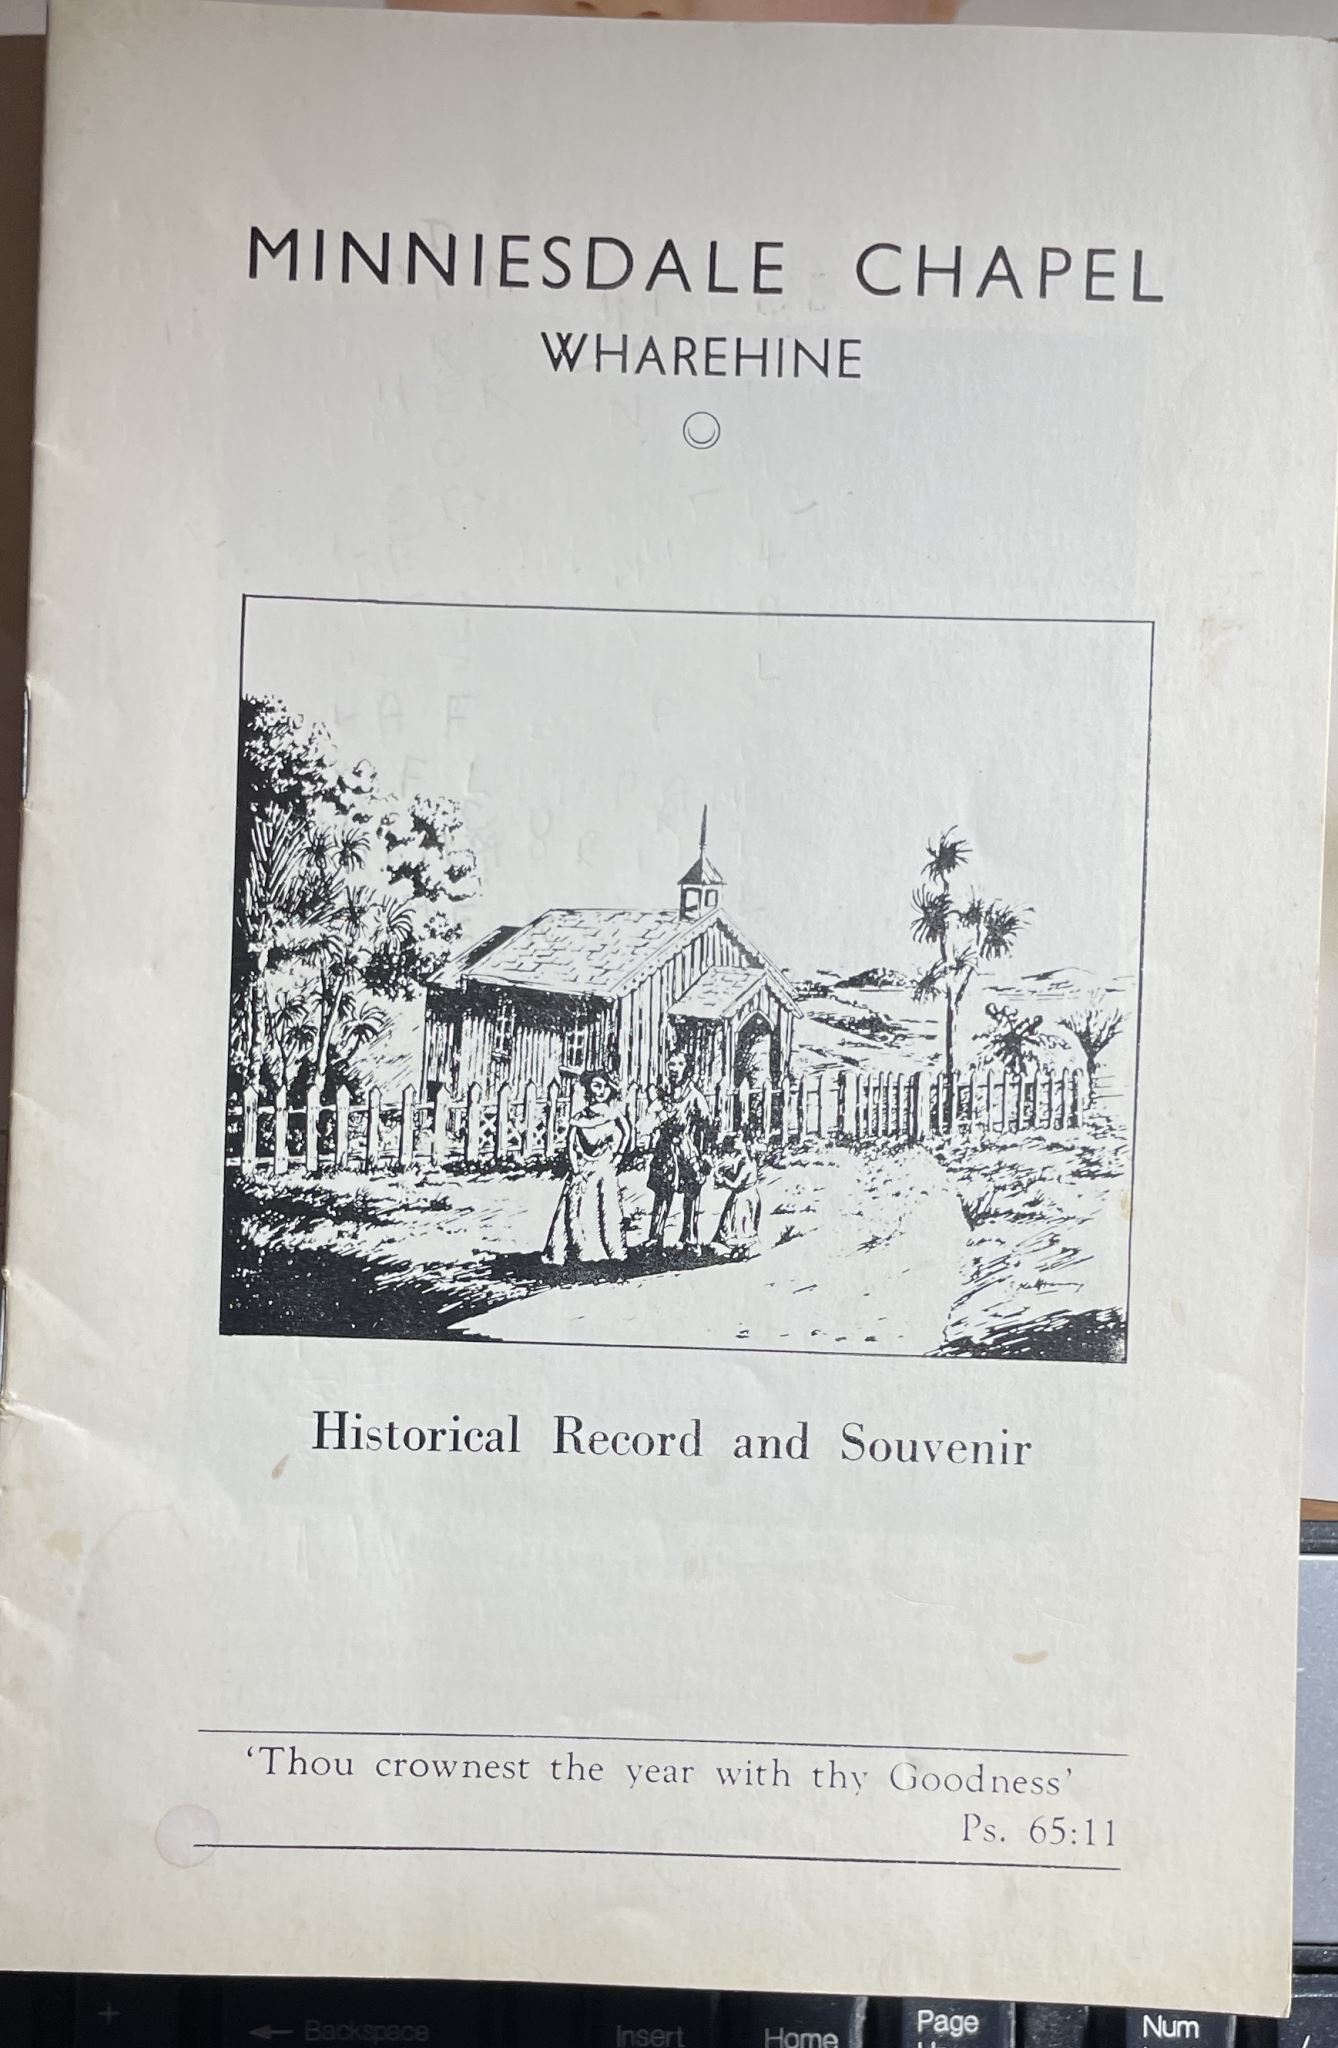 MINNIESDALE CHAPEL
WHAREHINE
Historical Record and Souvenir
'Thou crownest the year with thy Goodness'
Ps. 65:11
+
← Backspace
Insert
Home
Page
Num